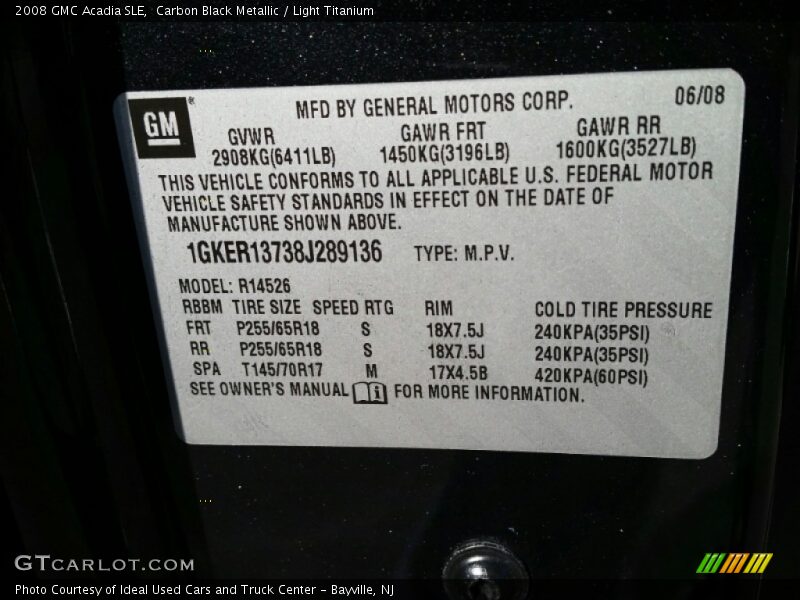 2008 GMC Acadia SLE,  Carbon Black Metallic / Light Titanium
GM ®
MFD BY GENERAL MOTORS CORP. 06/08
GVWR GAWR FRT GAWR RR
2908KG(6411LB) 1450KG(3196LB) 1600KG(3527LB)
THIS VEHICLE CONFORMS TO ALL APPLICABLE U.S. FEDERAL MOTOR
VEHICLE SAFETY STANDARDS IN EFFECT ON THE DATE OF
MANUFACTURE SHOWN ABOVE.
1GKER13738J289136 TYPE: M.P.V.
MODEL: R14526
RBBM TIRE SIZE SPEED RTG RIM COLD TIRE PRESSURE
FRT P255/65R18 S 18X7.5J 240KPA(35PSI)
RR P255/65R18 S 18X7.5J 240KPA(35PSI)
SPA T145/70R17 M 17X4.5B 420KPA(60PSI)
SEE OWNER'S MANUAL i FOR MORE INFORMATION.
GTCARLOT.COM
Photo Courtesy of Ideal Used Cars and Truck Center - Bayville, NJ